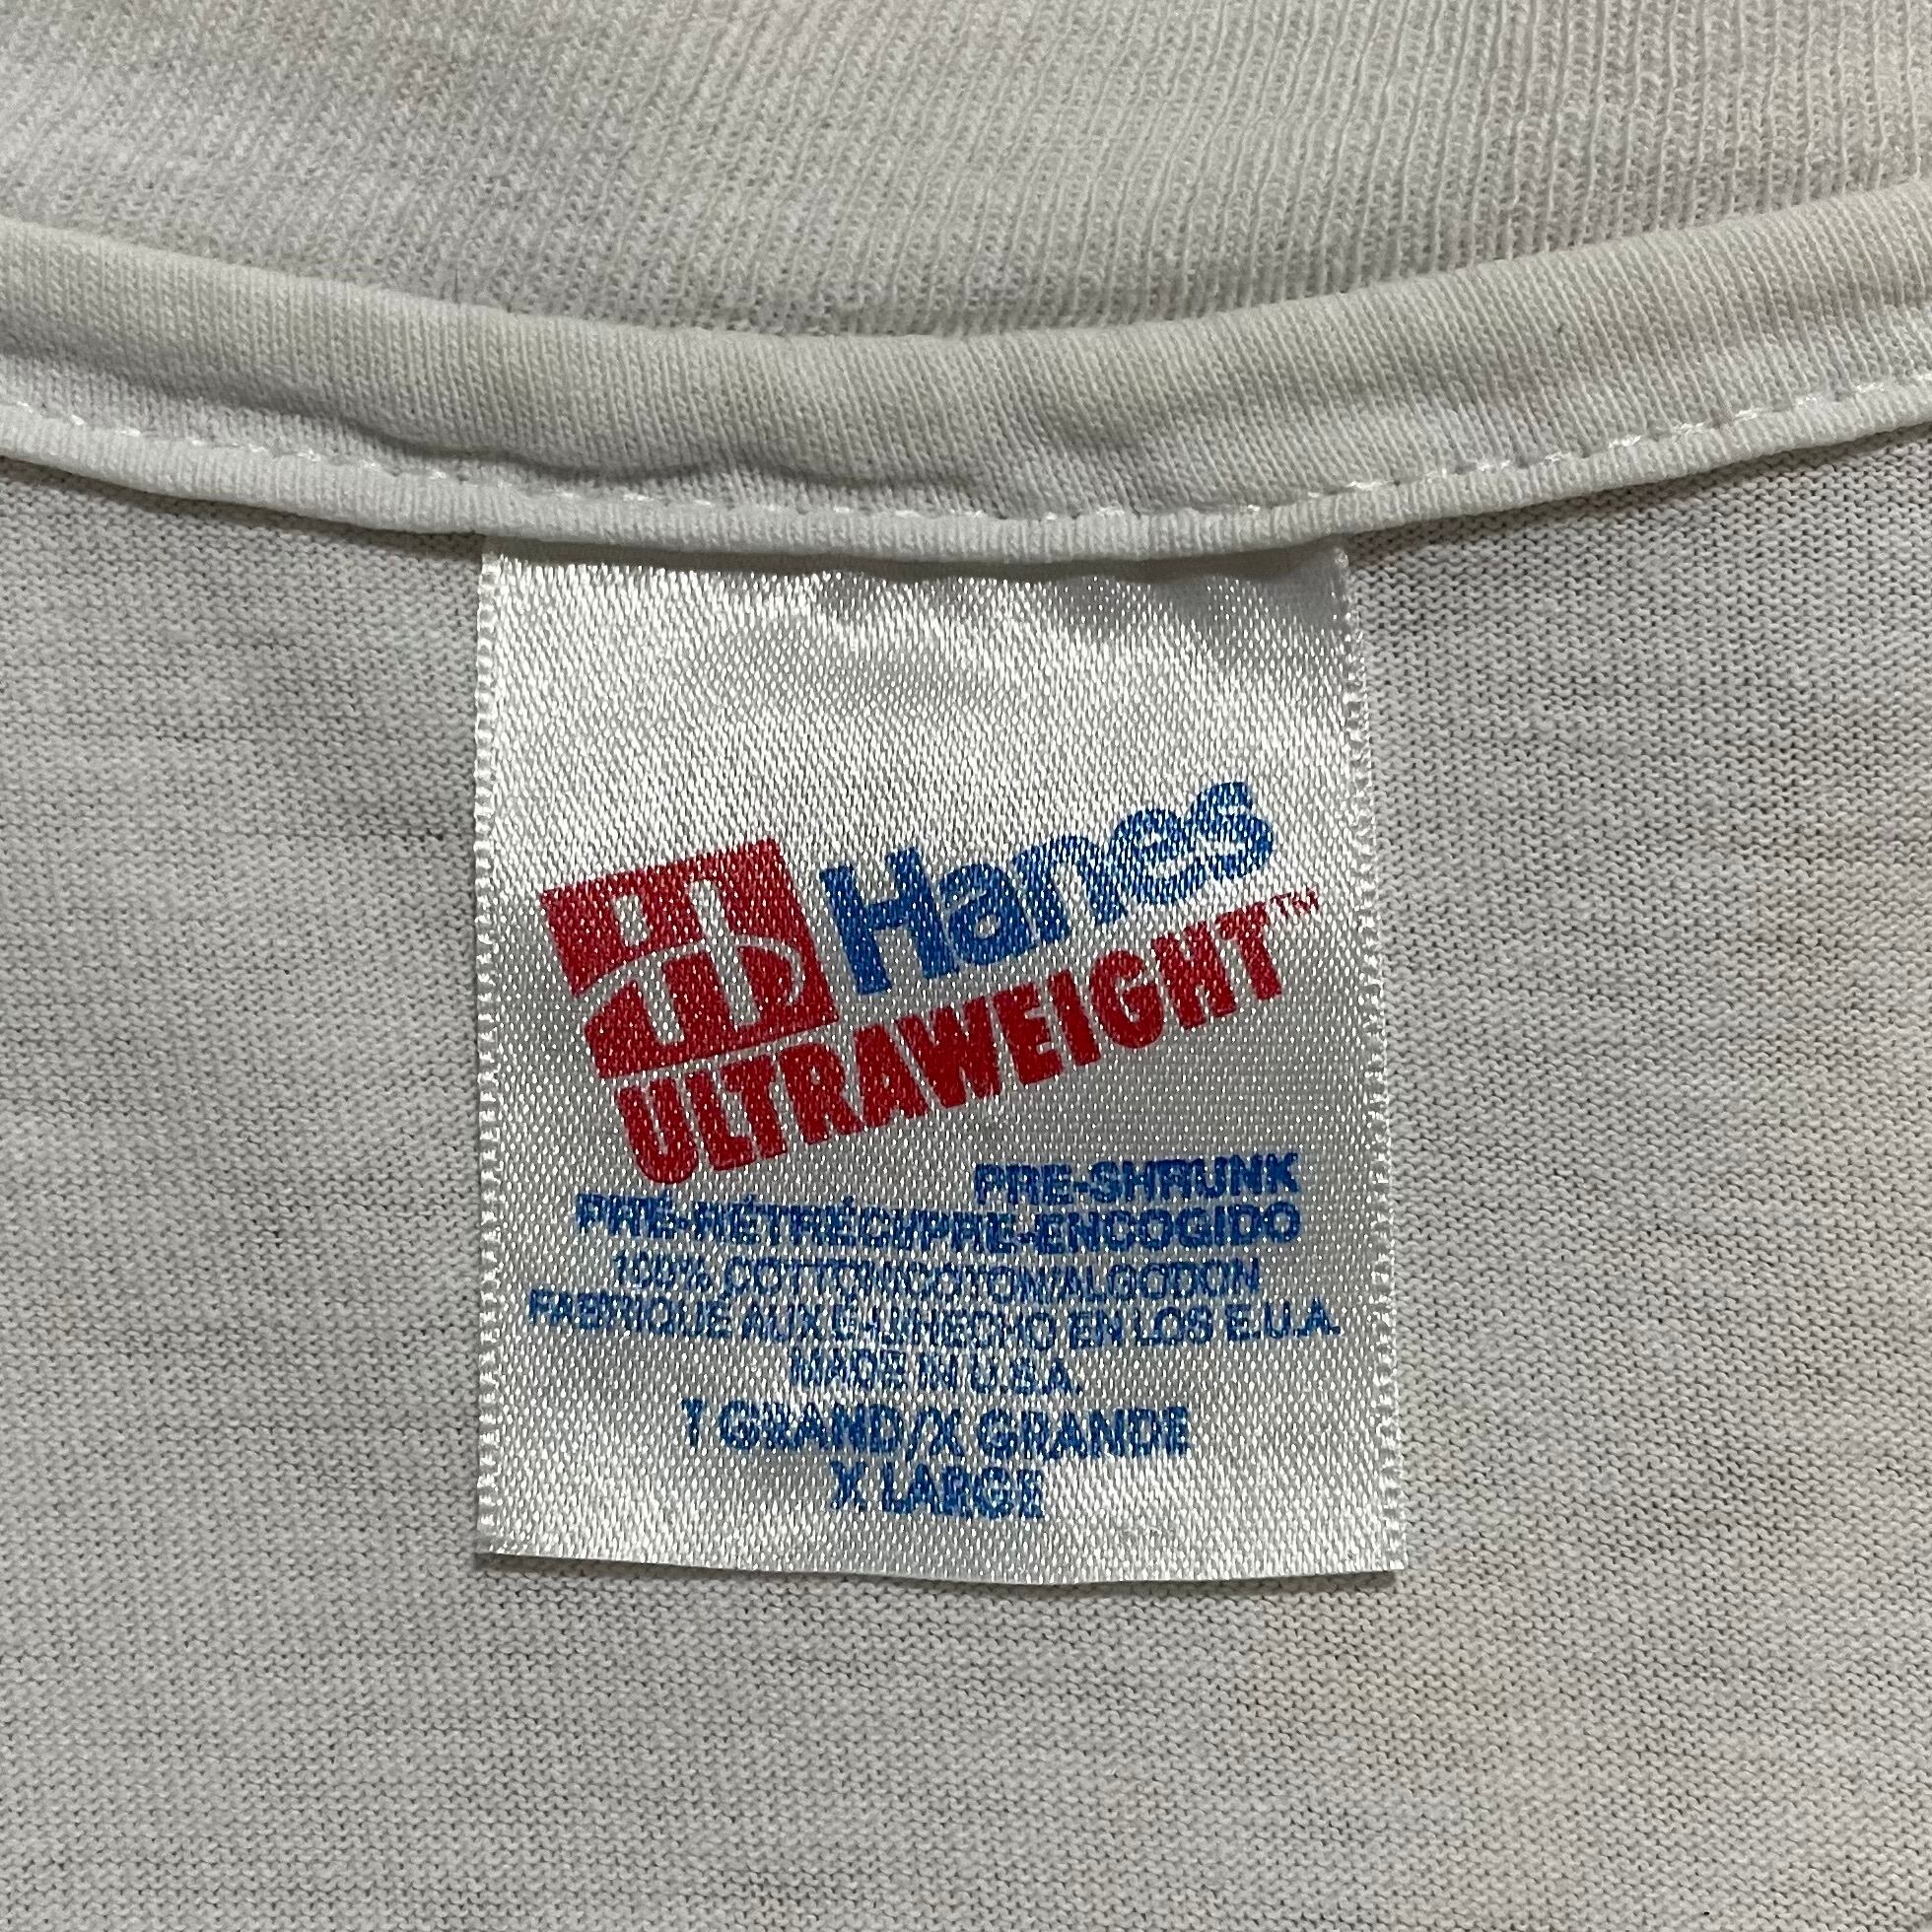 Hanes
ULTRAWEIGHT™
PRE-SHRUNK
PRÉ-RÉTRÉCI/PRE-ENCOGIDO
100% COTTON/COTON/ALGODON
FABRIQUÉ AUX É-U./HECHO EN LOS E.U.A.
MADE IN U.S.A.
T GRAND/X GRANDE
X LARGE